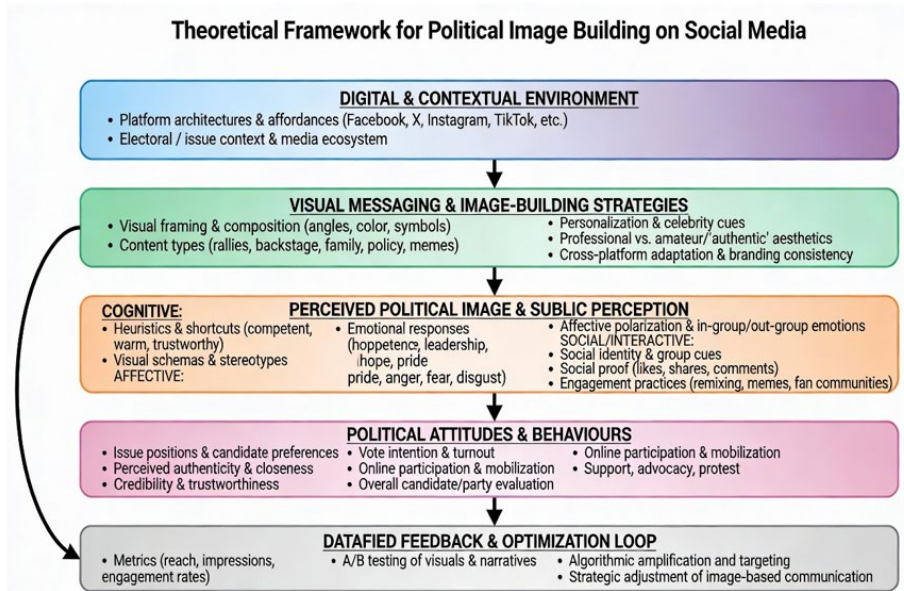 Theoretical Framework for Political Image Building on Social Media
DIGITAL & CONTEXTUAL ENVIRONMENT
• Platform architectures & affordances (Facebook, X, Instagram, TikTok, etc.)
• Electoral / issue context & media ecosystem
VISUAL MESSAGING & IMAGE-BUILDING STRATEGIES
• Visual framing & composition (angles, color, symbols)
• Content types (rallies, backstage, family, policy, memes)
• Personalization & celebrity cues
• Professional vs. amateur/'authentic' aesthetics
• Cross-platform adaptation & branding consistency
PERCEIVED POLITICAL IMAGE & SUBLIC PERCEPTION
COGNITIVE:
• Heuristics & shortcuts (competent,
warm, trustworthy)
• Visual schemas & stereotypes
AFFECTIVE:
• Emotional responses
(hoppetence, leadership,
hope, pride
pride, anger, fear, disgust)
• Affective polarization & in-group/out-group emotions
SOCIAL/INTERACTIVE:
• Social identity & group cues
• Social proof (likes, shares, comments)
• Engagement practices (remixing, memes, fan communities)
POLITICAL ATTITUDES & BEHAVIOURS
• Issue positions & candidate preferences
• Perceived authenticity & closeness
• Credibility & trustworthiness
• Vote intention & turnout
• Online participation & mobilization
• Overall candidate/party evaluation
• Online participation & mobilization
• Support, advocacy, protest
DATAFIED FEEDBACK & OPTIMIZATION LOOP
• Metrics (reach, impressions,
engagement rates)
• A/B testing of visuals & narratives
• Algorithmic amplification and targeting
• Strategic adjustment of image-based communication